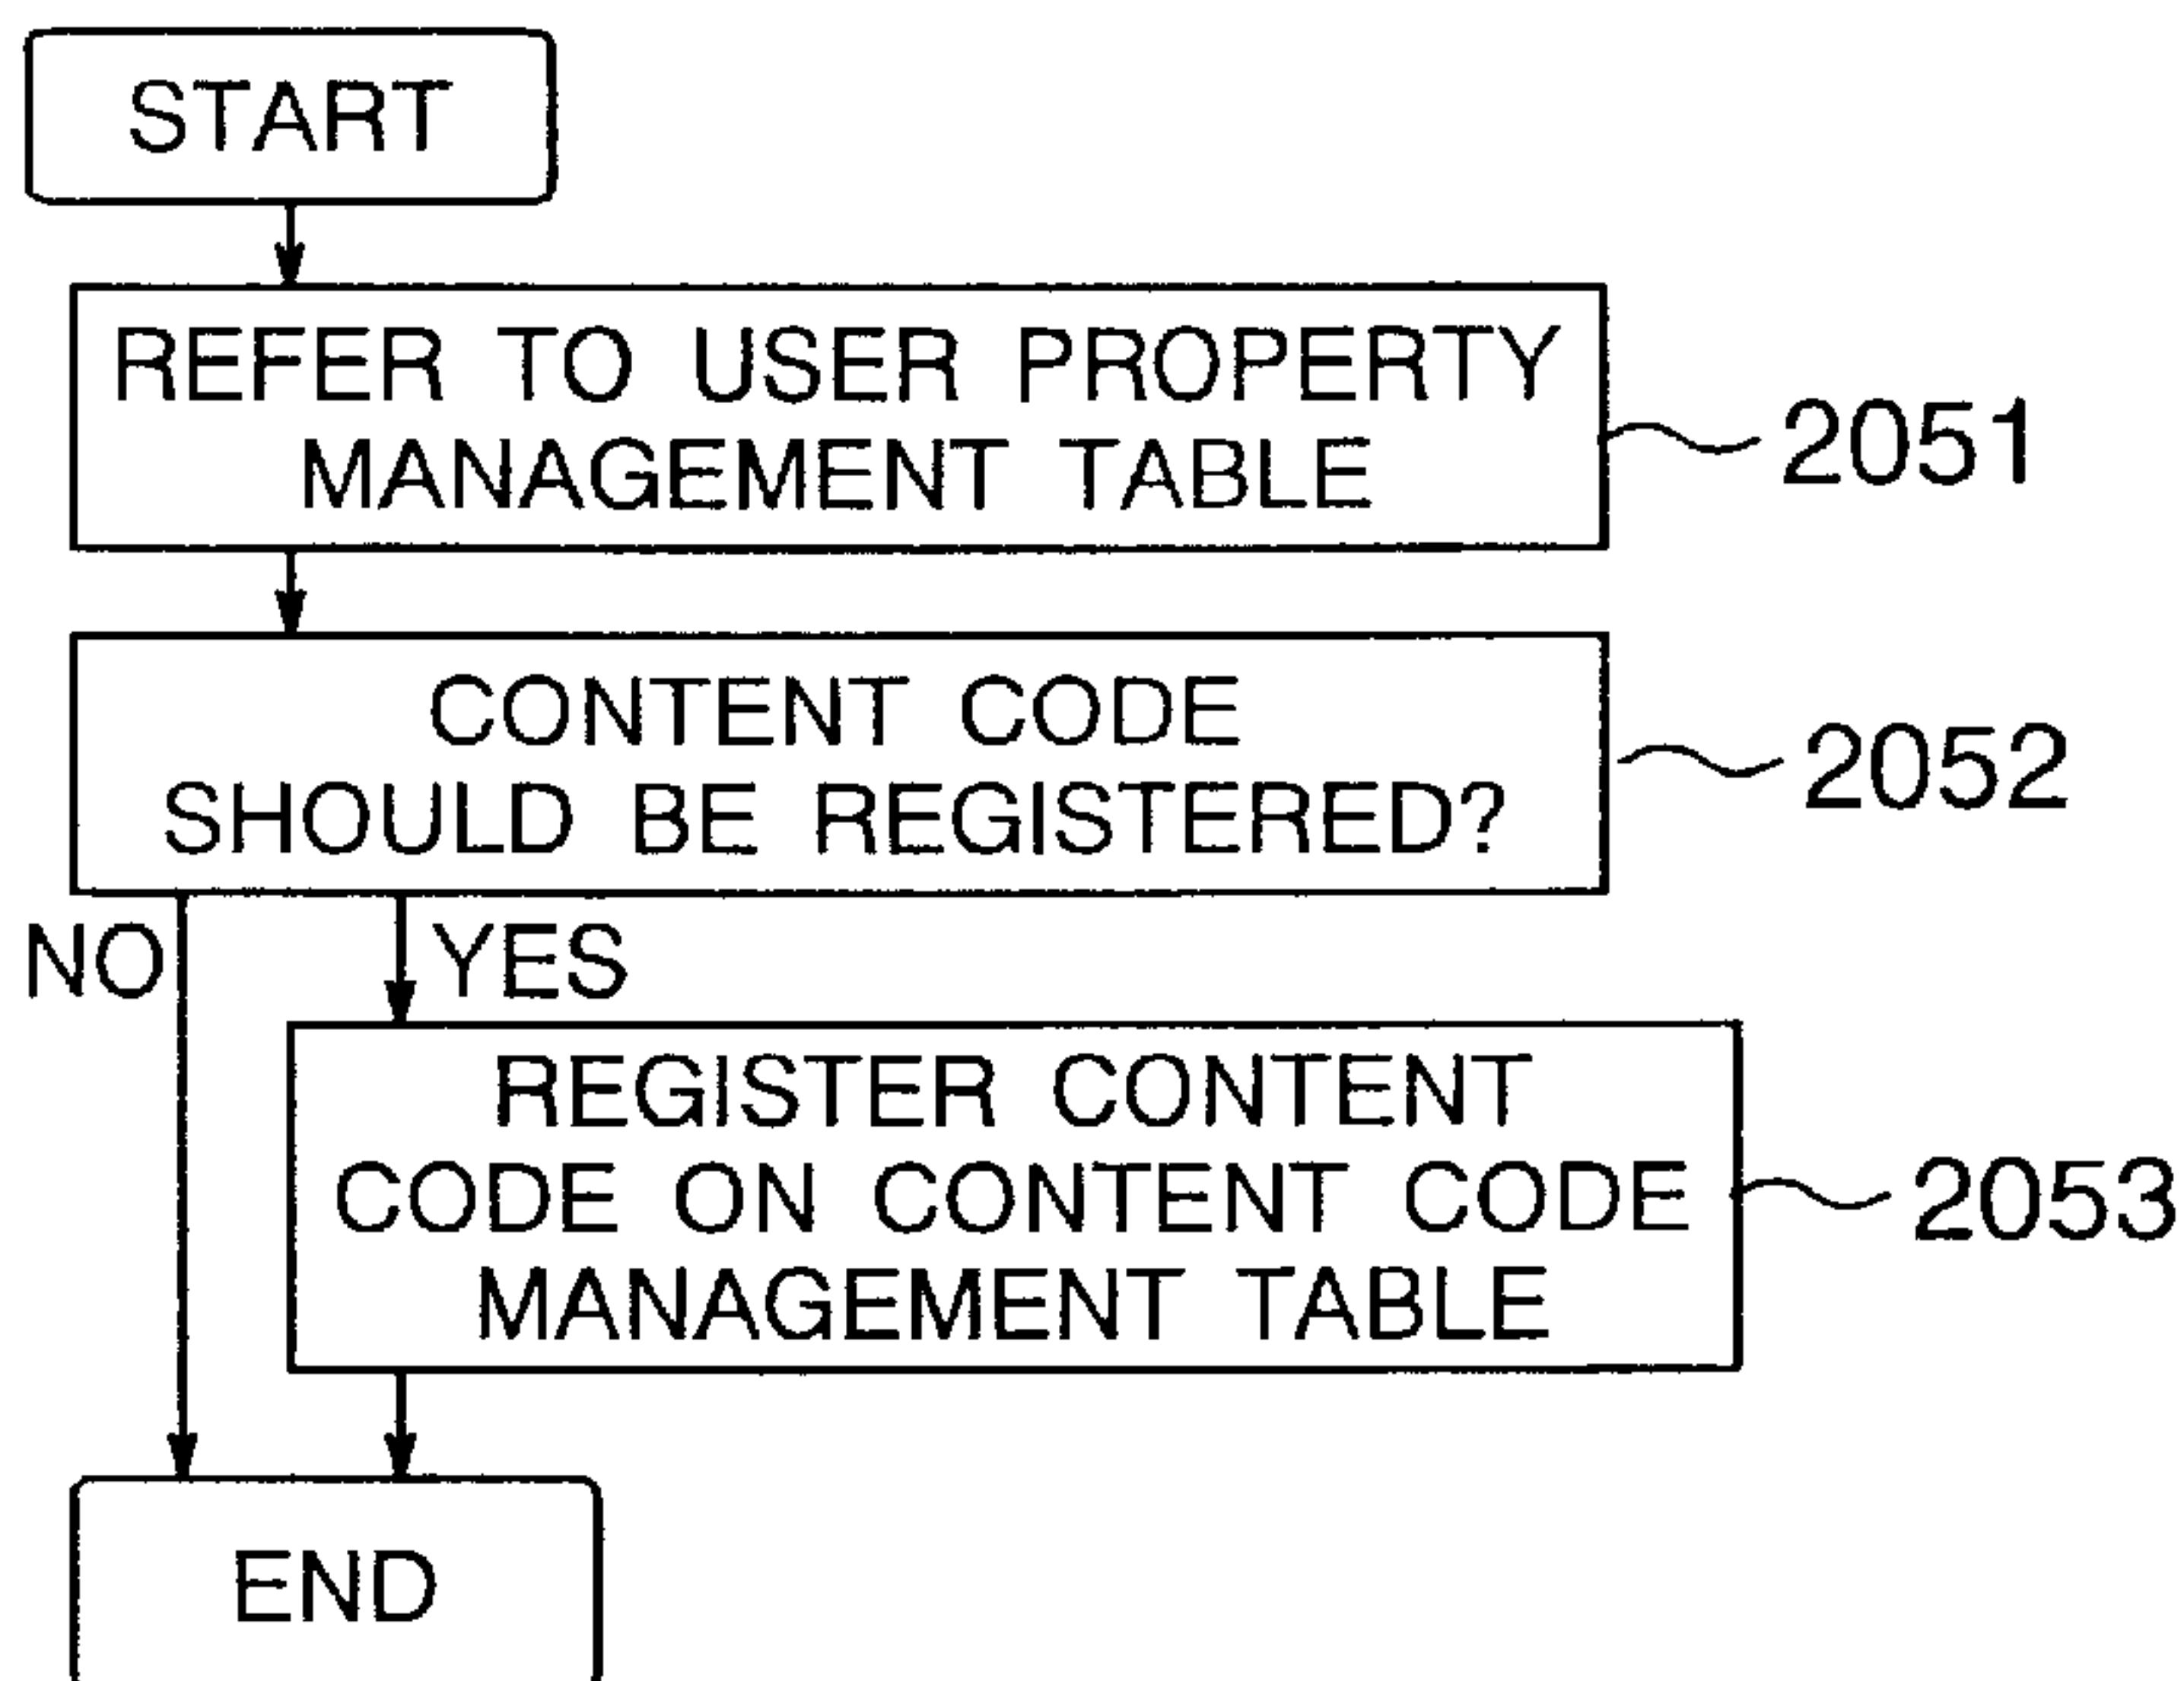 START
REFER TO USER PROPERTY
MANAGEMENT TABLE
2051
CONTENT CODE
SHOULD BE REGISTERED?
2052
NO
YES
REGISTER CONTENT
CODE ON CONTENT CODE
MANAGEMENT TABLE
2053
END